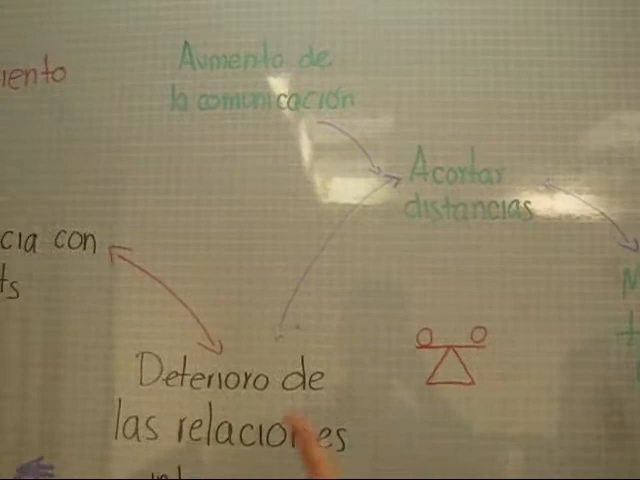 iento
Aumento de
la comunicación
Acortar
distancias
cia con
ts
Deterioro de
las relaciones